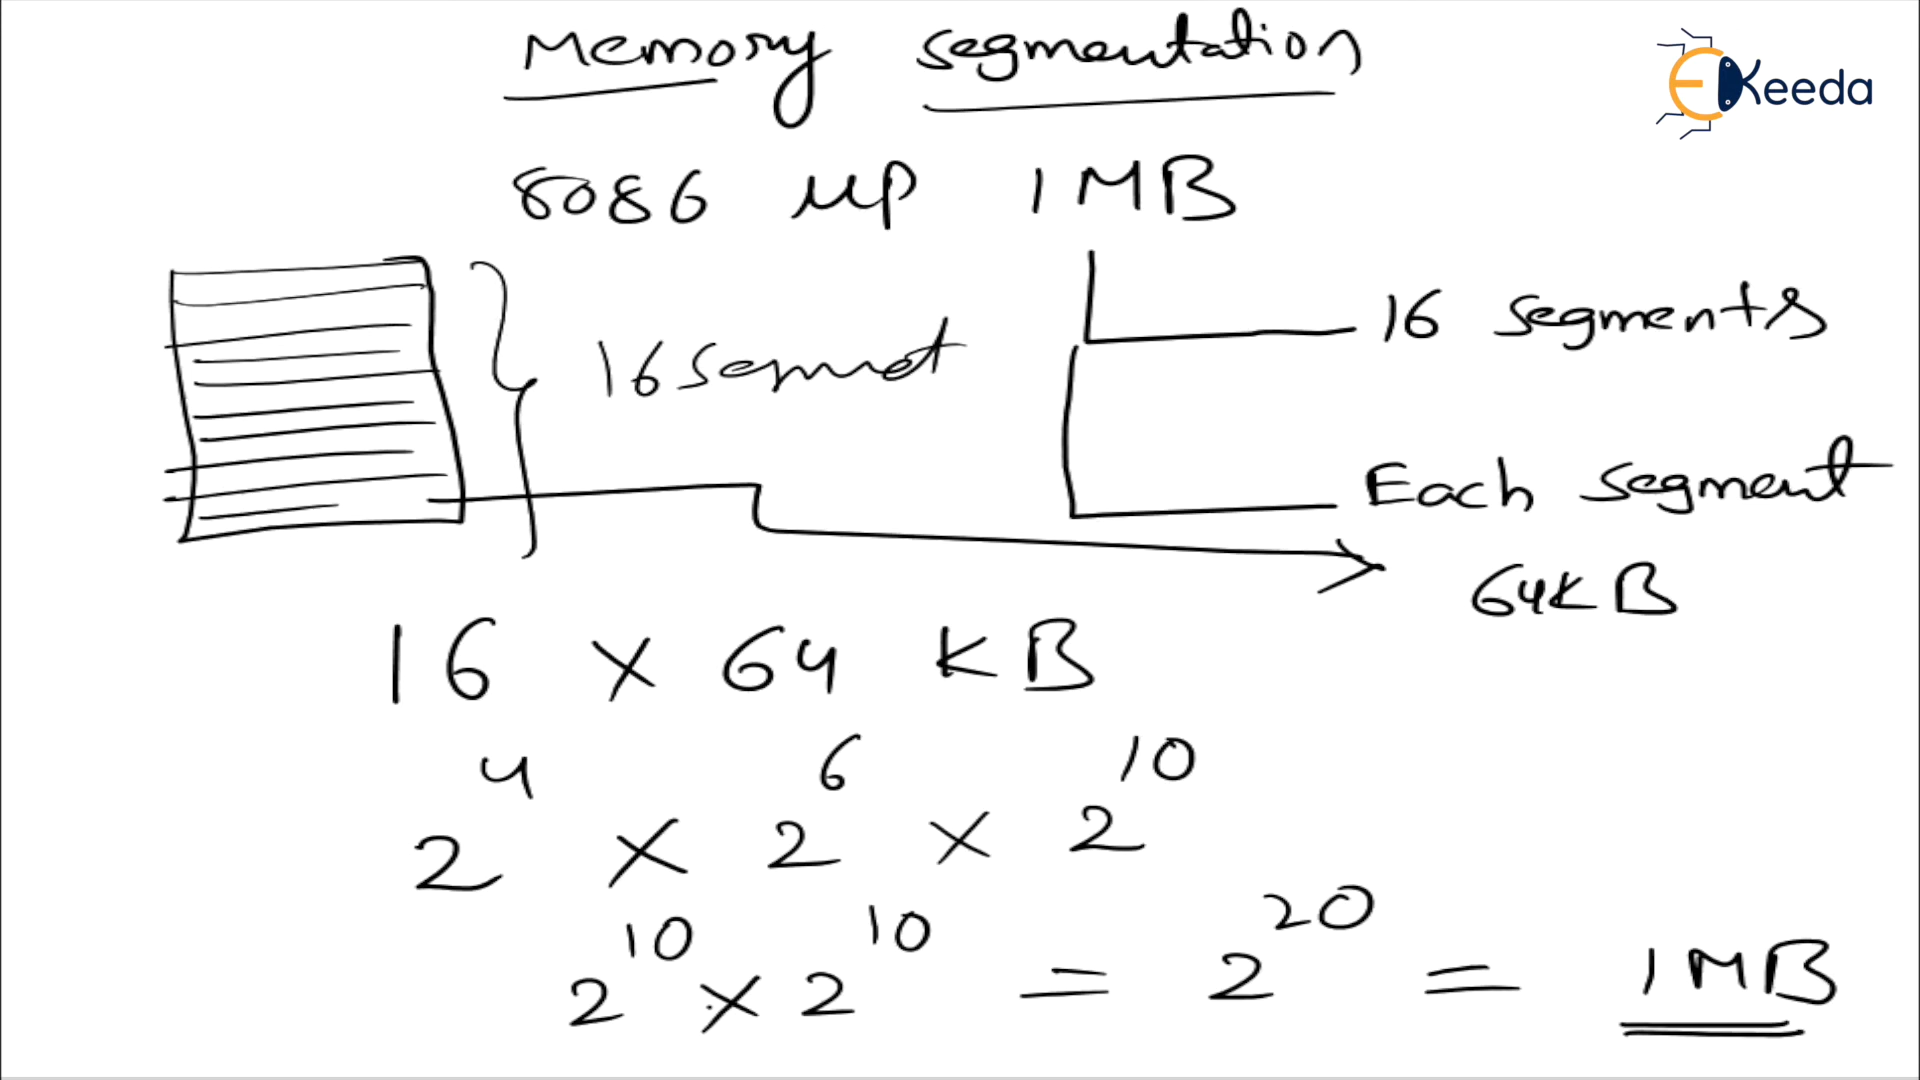 Memory segmentation
EKeeda
8086 μp 1MB
16 segments
16 Segmet
Each segment
64KB
16 x 64 KB
2^4 x 2^6 x 2^10
2^10 x 2^10 = 2^20 = 1MB